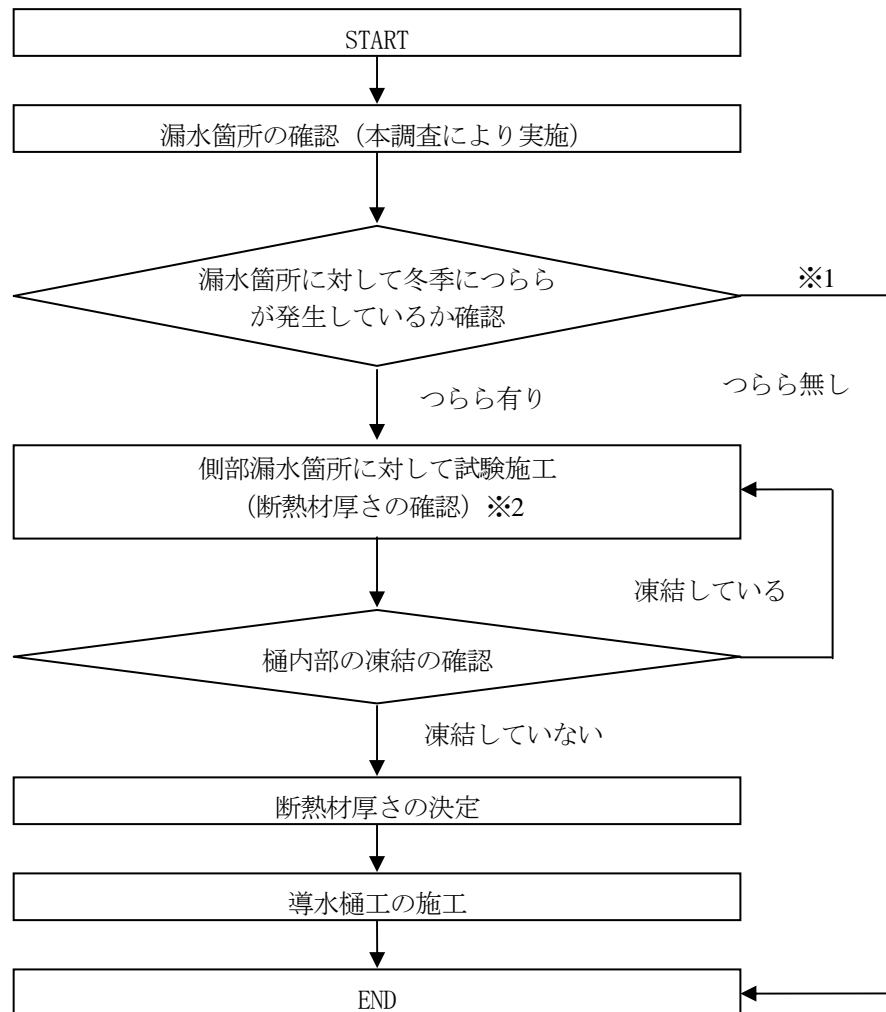 START
漏水箇所の確認（本調査により実施）
漏水箇所に対して冬季につらら
が発生しているか確認
※1
つらら無し
つらら有り
側部漏水箇所に対して試験施工
（断熱材厚さの確認）※2
凍結している
樋内部の凍結の確認
凍結していない
断熱材厚さの決定
導水樋工の施工
END